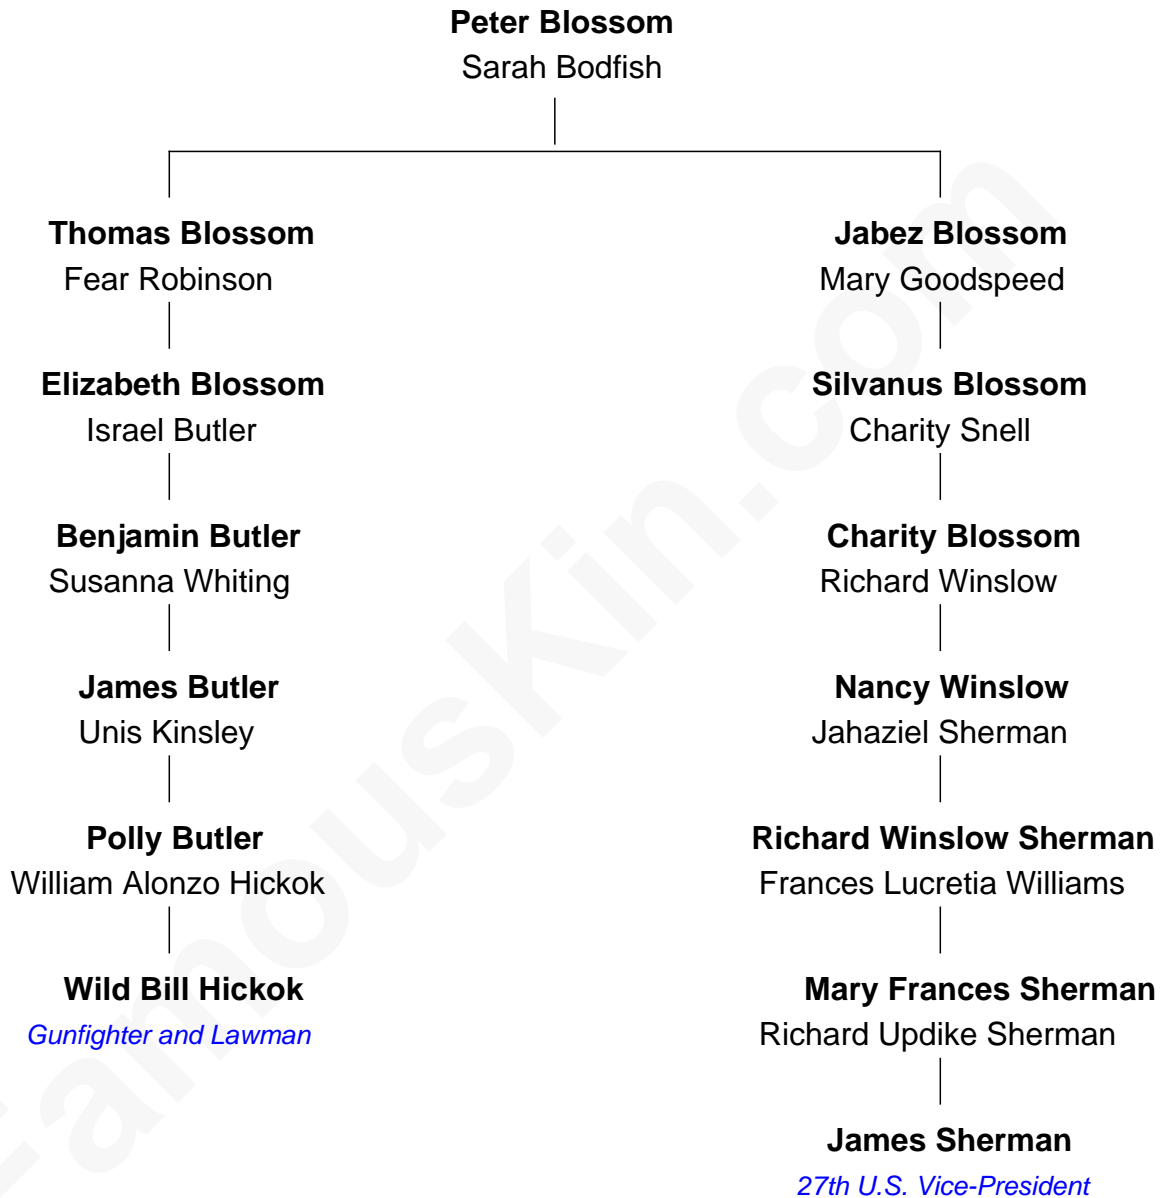 Peter Blossom
Sarah Bodfish
Thomas Blossom
Fear Robinson
Jabez Blossom
Mary Goodspeed
Elizabeth Blossom
Israel Butler
Silvanus Blossom
Charity Snell
Benjamin Butler
Susanna Whiting
Charity Blossom
Richard Winslow
James Butler
Unis Kinsley
Nancy Winslow
Jahaziel Sherman
Polly Butler
William Alonzo Hickok
Richard Winslow Sherman
Frances Lucretia Williams
Wild Bill Hickok
Gunfighter and Lawman
Mary Frances Sherman
Richard Updike Sherman
James Sherman
27th U.S. Vice-President
FamousKin.com